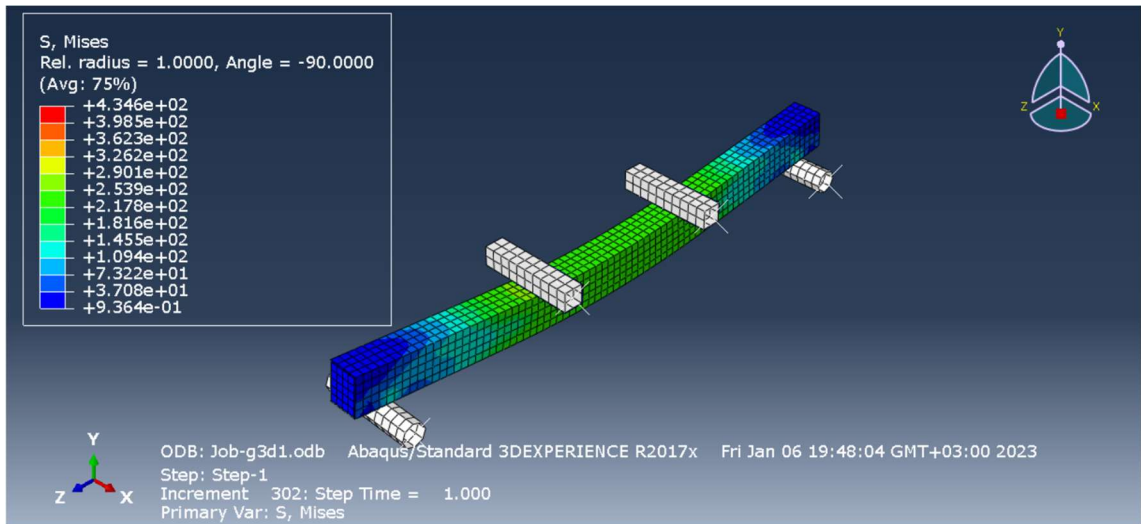 S, Mises
Rel. radius = 1.0000, Angle = -90.0000
(Avg: 75%)
+4.346e+02
+3.985e+02
+3.623e+02
+3.262e+02
+2.901e+02
+2.539e+02
+2.178e+02
+1.816e+02
+1.455e+02
+1.094e+02
+7.322e+01
+3.708e+01
+9.364e-01
Y
Z X
Y
Z X
ODB: Job-g3d1.odb Abaqus/Standard 3DEXPERIENCE R2017x Fri Jan 06 19:48:04 GMT+03:00 2023
Step: Step-1
Increment 302: Step Time = 1.000
Primary Var: S, Mises